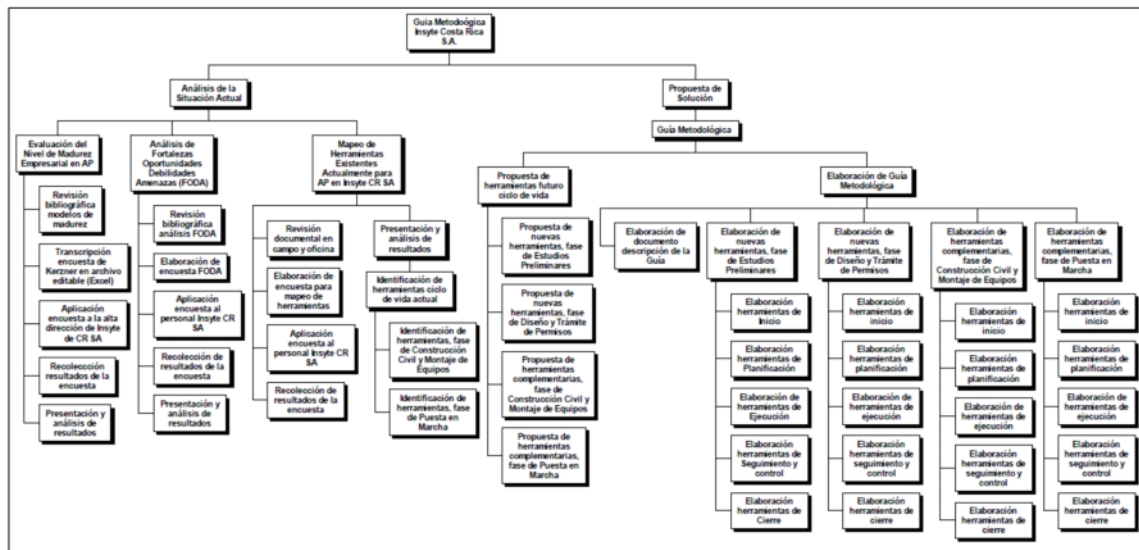 Guía Metodoógica
Insyte Costa Rica
S.A.
Análisis de la
Situación Actual
Propuesta de
Solución
Evaluación del
Nivel de Madurez
Empresarial en AP
Revisión
bibliográfica
modelos de
madurez
Transcripción
encuesta de
Kerzner en archivo
editable (Excel)
Aplicación
encuesta a la alta
dirección de Insyte
de CR SA
Recolección
resultados de la
encuesta
Presentación y
análisis de
resultados
Análisis de
Fortalezas
Oportunidades
Debilidades
Amenazas (FODA)
Revisión
bibliográfica
análisis FODA
Elaboración de
encuesta FODA
Aplicación
encuesta al
personal Insyte CR
SA
Recolección de
resultados de la
encuesta
Presentación y
análisis de
resultados
Mapeo de
Herramientas
Existentes
Actualmente para
AP en Insyte CR SA
Revisión
documental en
campo y oficina
Elaboración de
encuesta para
mapeo de
herramientas
Aplicación
encuesta al
personal Insyte CR
SA
Recolección de
resultados de la
encuesta
Presentación y
análisis de
resultados
Identificación de
herramientas ciclo
de vida actual
Identificación de
herramientas, fase
de Construcción
Civil y Montaje de
Equipos
Identificación de
herramientas, fase
de Puesta en
Marcha
Guía Metodológica
Propuesta de
herramientas futuro
ciclo de vida
Propuesta de
nuevas
herramientas, fase
de Estudios
Preliminares
Propuesta de
nuevas
herramientas, fase
de Diseño y Trámite
de Permisos
Propuesta
herramientas
complementarias,
fase de
Construcción Civil y
Montaje de Equipos
Propuesta de
herramientas
complementarias,
fase de Puesta en
Marcha
Elaboración de Guía
Metodológica
Elaboración de
documento
descripción de la
Guía
Elaboración de
nuevas
herramientas, fase
de Estudios
Preliminares
Elaboración
herramientas de
Inicio
Elaboración
herramientas de
Planificación
Elaboración
herramientas de
Ejecución
Elaboración
herramientas de
Seguimiento y
control
Elaboración
herramientas de
Cierre
Elaboración de
nuevas
herramientas, fase
de Diseño y Trámite
de Permisos
Elaboración
herramientas de
inicio
Elaboración
herramientas de
planificación
Elaboración
herramientas de
ejecución
Elaboración
herramientas de
seguimiento y
control
Elaboración
herramientas de
cierre
Elaboración de
herramientas
complementarias,
fase de
Construcción Civil y
Montaje de Equipos
Elaboración
herramientas de
inicio
Elaboración
herramientas de
planificación
Elaboración
herramientas de
ejecución
Elaboración
herramientas de
seguimiento y
control
Elaboración
herramientas de
cierre
Elaboración de
herramientas
complementarias,
fase de Puesta en
Marcha
Elaboración
herramientas de
inicio
Elaboración
herramientas de
planificación
Elaboración
herramientas de
ejecución
Elaboración
herramientas de
seguimiento y
control
Elaboración
herramientas de
cierre